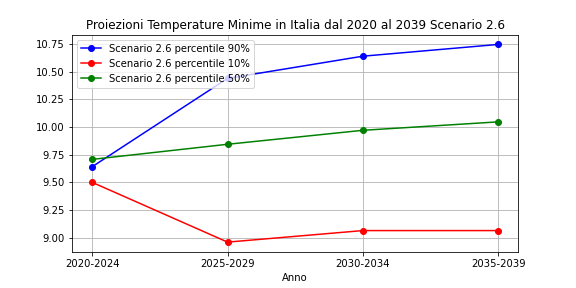 Proiezioni Temperature Minime in Italia dal 2020 al 2039 Scenario 2.6
Scenario 2.6 percentile 90%
Scenario 2.6 percentile 10%
Scenario 2.6 percentile 50%
10.75
10.50
10.25
10.00
9.75
9.50
9.25
9.00
2020-2024 2025-2029 2030-2034 2035-2039
Anno